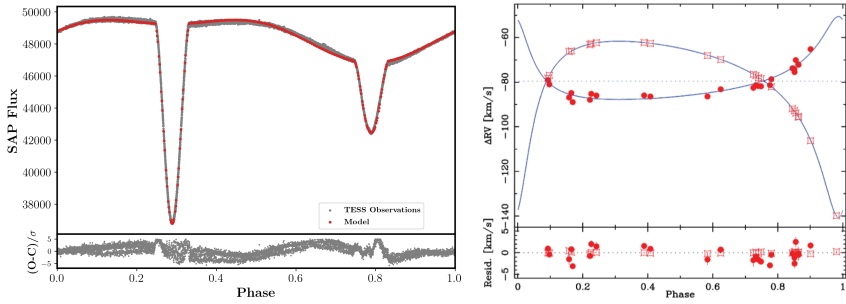 50000
48000
46000
44000
42000
40000
38000
SAP Flux
TESS Observations
Model
5
0
−5
(O-C)/σ
0.0 0.2 0.4 0.6 0.8 1.0
Phase
−60
−80
−100
−120
−140
ΔRV [km/s]
5
0
−5
Resid. [km/s]
0 0.2 0.4 0.6 0.8 1
Phase